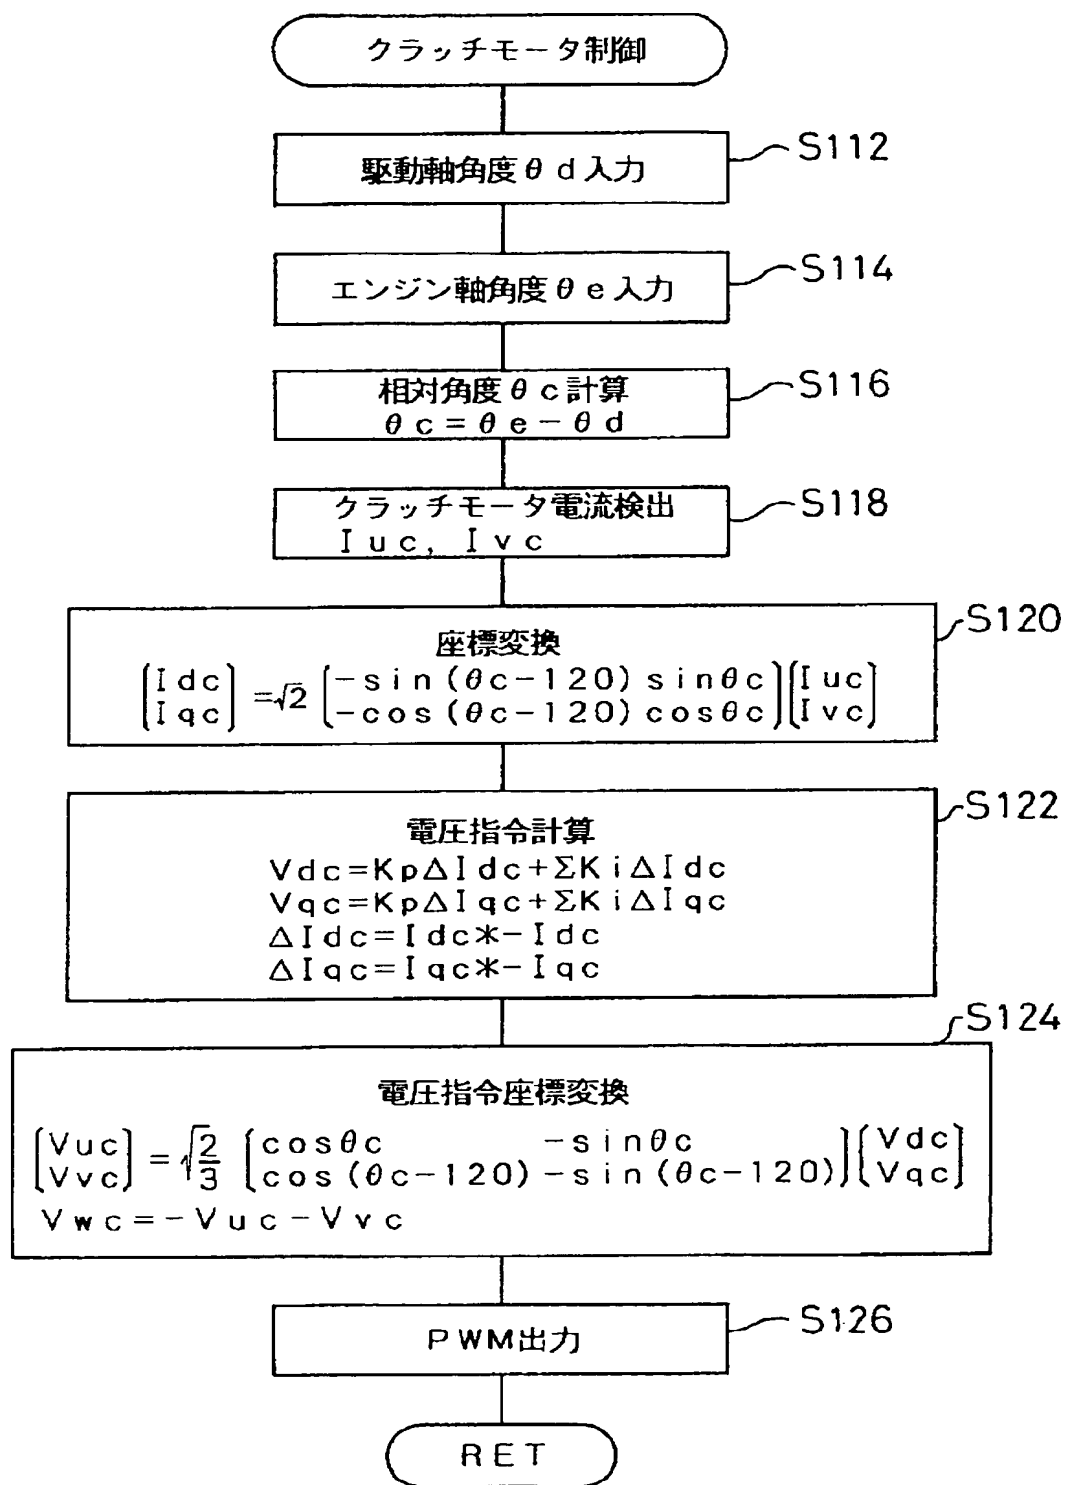 クラッチモータ制御
駆動軸角度θd入力
S112
エンジン軸角度θe入力
S114
相対角度θc計算
θc=θe-θd
S116
クラッチモータ電流検出
Iuc, Ivc
S118
座標変換
[Idc] =√2 [-sin(θc-120) sinθc][Iuc]
[Iqc] [-cos(θc-120) cosθc][Ivc]
S120
電圧指令計算
Vdc=KpΔIdc+ΣKiΔIdc
Vqc=KpΔIqc+ΣKiΔIqc
ΔIdc=Idc*-Idc
ΔIqc=Iqc*-Iqc
S122
電圧指令座標変換
[Vuc] = √2/3 [cosθc -sinθc][Vdc]
[Vvc] [cos(θc-120) -sin(θc-120)][Vqc]
Vwc=-Vuc-Vvc
S124
PWM出力
S126
RET